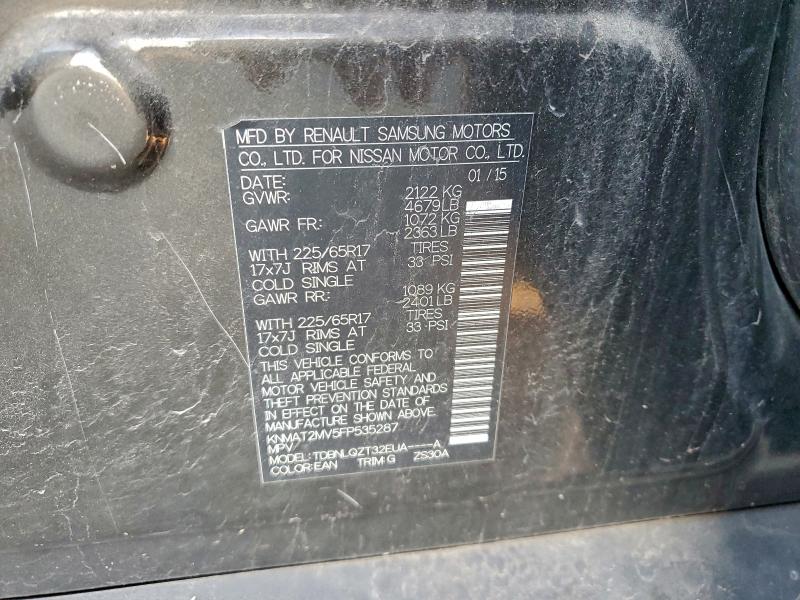 MFD BY RENAULT SAMSUNG MOTORS
CO., LTD. FOR NISSAN MOTOR CO., LTD.
DATE: 01 / 15
GVWR: 2122 KG
4679 LB
GAWR FR: 1072 KG
2363 LB
WITH 225/65R17 TIRES
17x7J RIMS AT 33 PSI
COLD SINGLE
GAWR RR: 1089 KG
2401 LB
WITH 225/65R17 TIRES
17x7J RIMS AT 33 PSI
COLD SINGLE
THIS VEHICLE CONFORMS TO
ALL APPLICABLE FEDERAL
MOTOR VEHICLE SAFETY AND
THEFT PREVENTION STANDARDS
IN EFFECT ON THE DATE OF
MANUFACTURE SHOWN ABOVE.
KNMAT2MV5FP535287
MPV
MODEL: TDBNLQZT32EUA----A
COLOR: EAN TRIM: G ZS30A